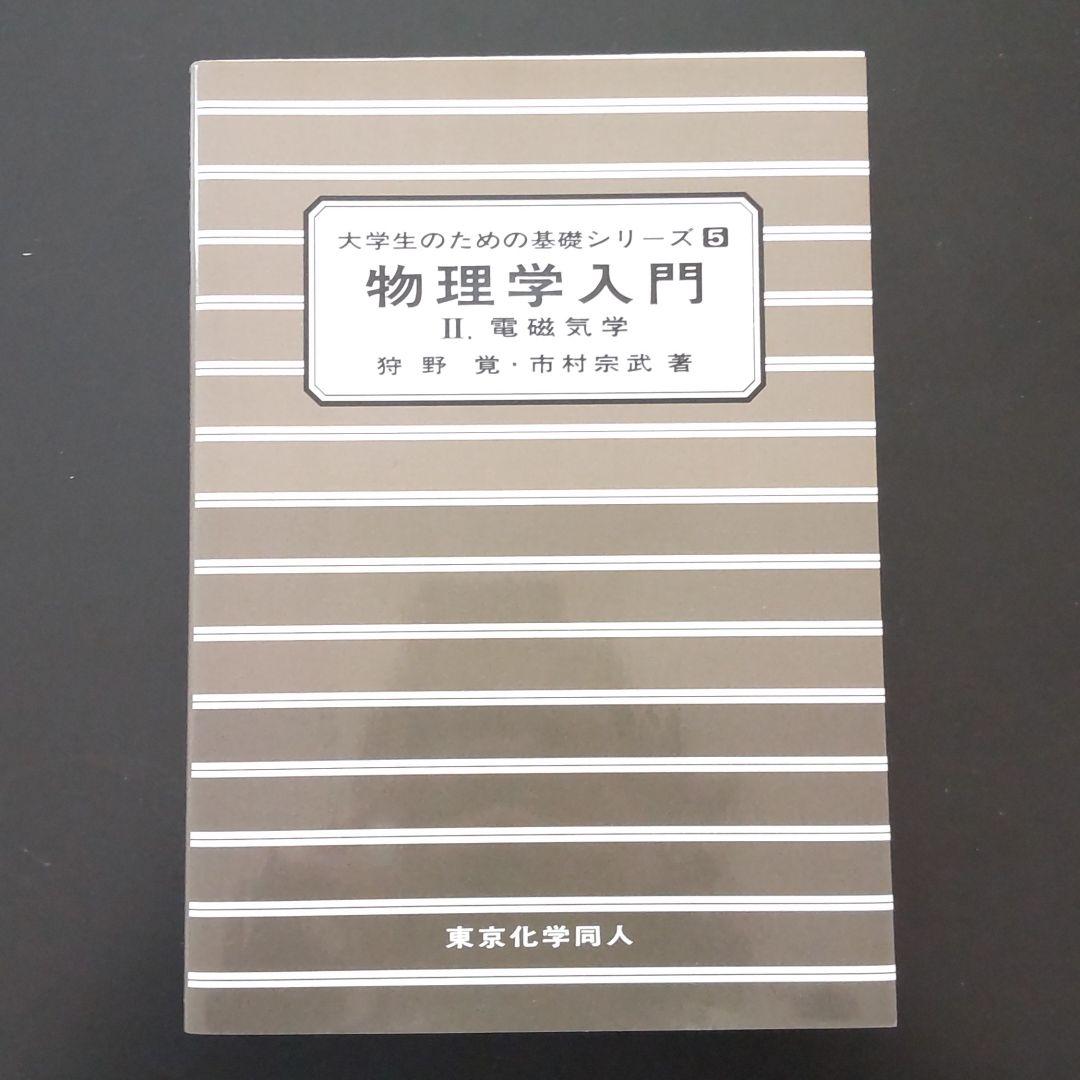 大学生のための基礎シリーズ 5
物理学入門
II. 電磁気学
狩野 覚・市村宗武 著
東京化学同人